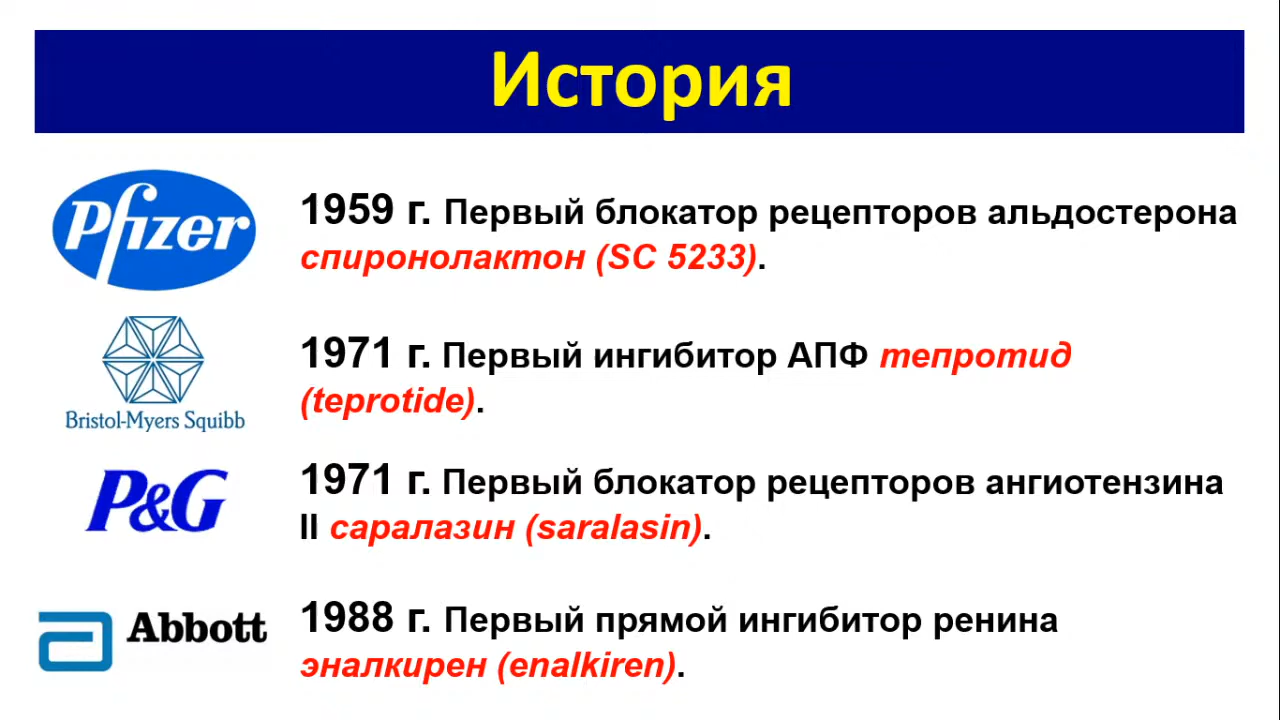 История
Pfizer
1959 г. Первый блокатор рецепторов альдостерона
спиронолактон (SC 5233).
Bristol-Myers Squibb
1971 г. Первый ингибитор АПФ тепротид
(teprotide).
P&G
1971 г. Первый блокатор рецепторов ангиотензина
II саралазин (saralasin).
Abbott
1988 г. Первый прямой ингибитор ренина
эналкирен (enalkiren).